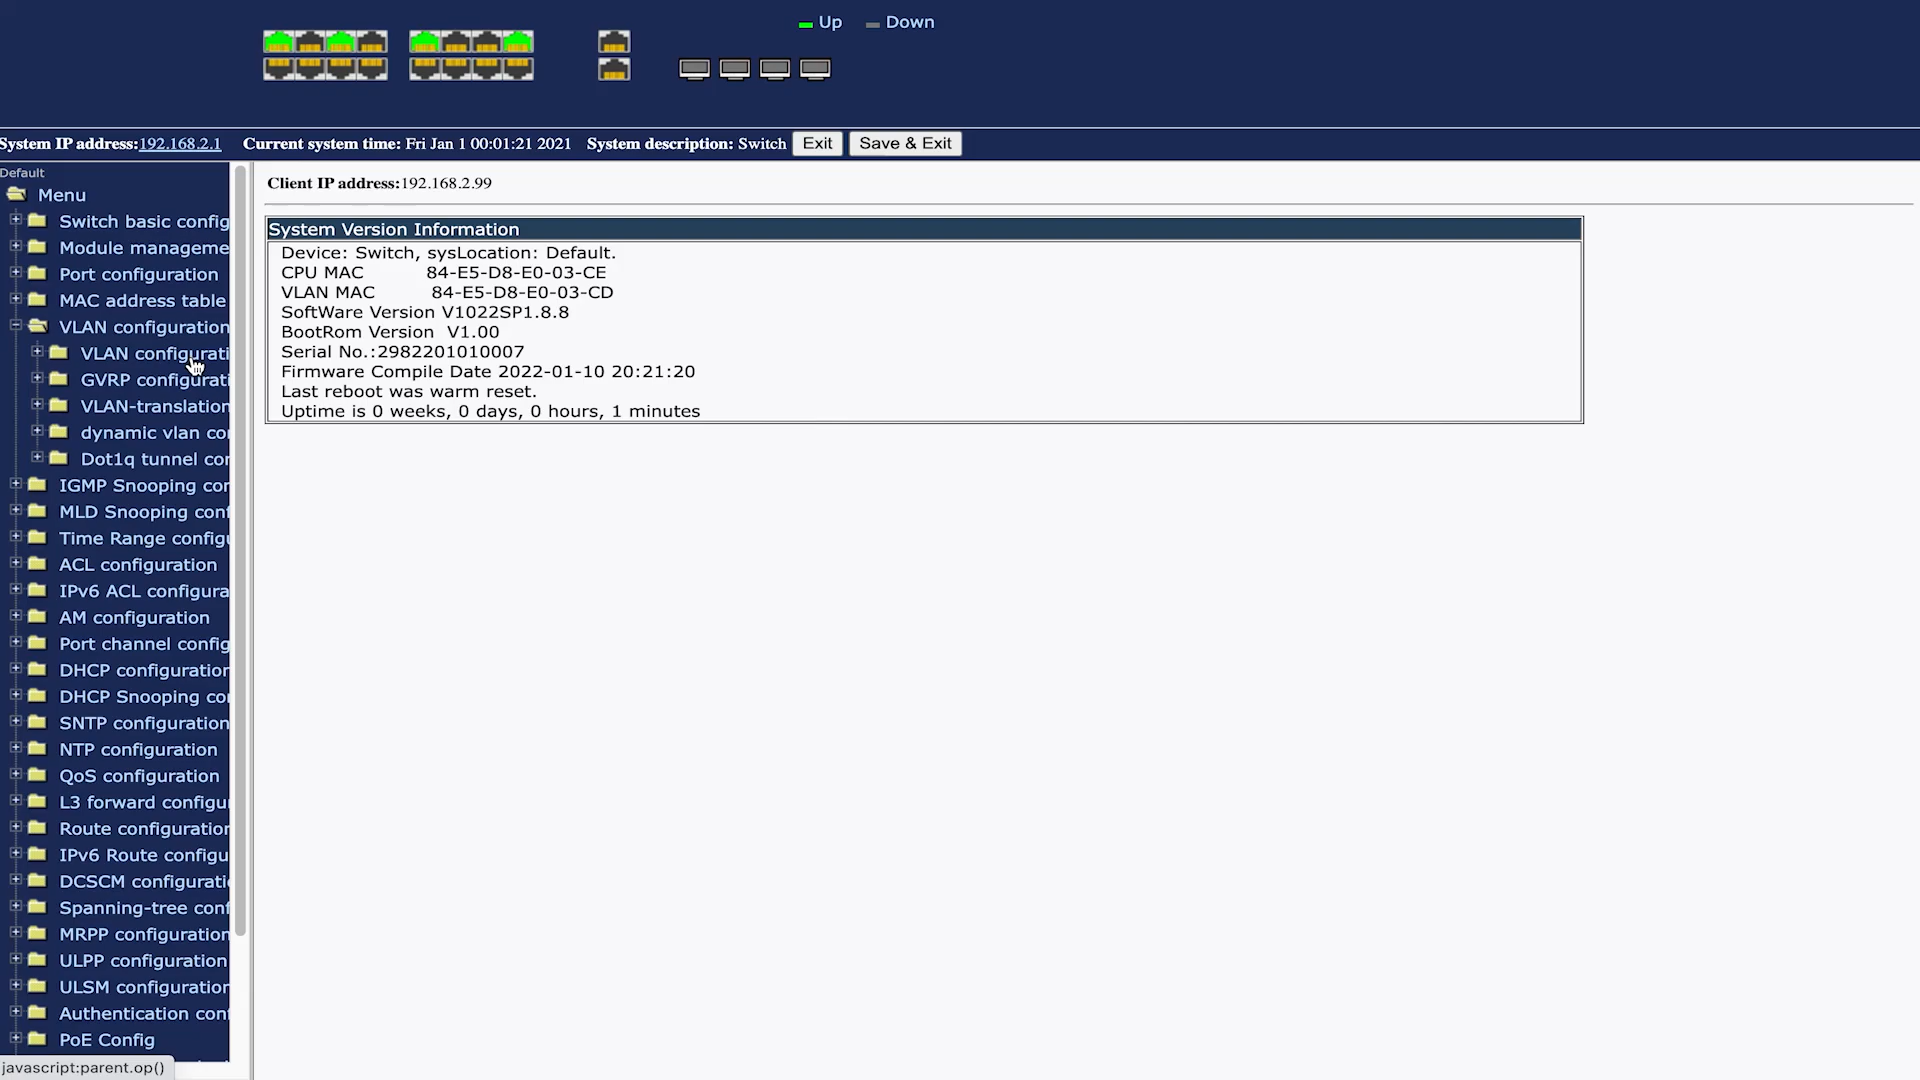 Up Down
System IP address:192.168.2.1 Current system time: Fri Jan 1 00:01:21 2021 System description: Switch Exit Save & Exit
Default
Menu
Switch basic config
Module manageme
Port configuration
MAC address table
VLAN configuration
VLAN configurati
GVRP configurati
VLAN-translation
dynamic vlan co
Dot1q tunnel co
IGMP Snooping co
MLD Snooping con
Time Range config
ACL configuration
IPv6 ACL configura
AM configuration
Port channel config
DHCP configuration
DHCP Snooping co
SNTP configuration
NTP configuration
QoS configuration
L3 forward configu
Route configuration
IPv6 Route configu
DCSCM configurati
Spanning-tree con
MRPP configuration
ULPP configuration
ULSM configuration
Authentication con
PoE Config
javascript:parent.op()
Client IP address:192.168.2.99
System Version Information
Device: Switch, sysLocation: Default.
CPU MAC 84-E5-D8-E0-03-CE
VLAN MAC 84-E5-D8-E0-03-CD
SoftWare Version V1022SP1.8.8
BootRom Version V1.00
Serial No.:2982201010007
Firmware Compile Date 2022-01-10 20:21:20
Last reboot was warm reset.
Uptime is 0 weeks, 0 days, 0 hours, 1 minutes